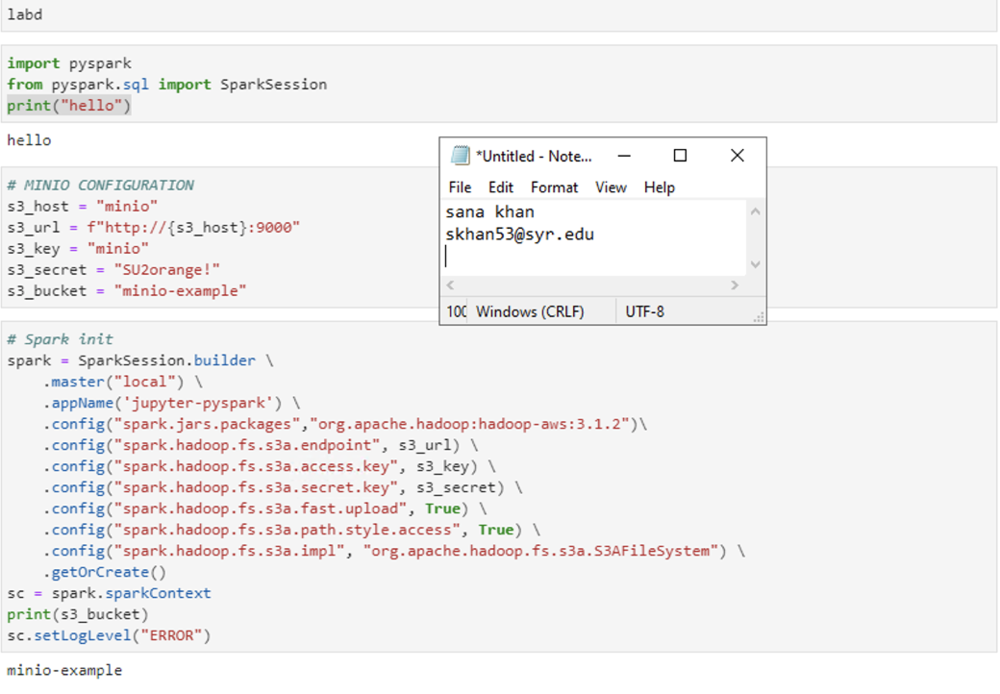 labd
import pyspark
from pyspark.sql import SparkSession
print("hello")
hello
# MINIO CONFIGURATION
s3_host = "minio"
s3_url = f"http://{s3_host}:9000"
s3_key = "minio"
s3_secret = "SU2orange!"
s3_bucket = "minio-example"
*Untitled - Note...
File Edit Format View Help
sana khan
skhan53@syr.edu
100 Windows (CRLF) UTF-8
# Spark init
spark = SparkSession.builder \
    .master("local") \
    .appName('jupyter-pyspark') \
    .config("spark.jars.packages","org.apache.hadoop:hadoop-aws:3.1.2")\
    .config("spark.hadoop.fs.s3a.endpoint", s3_url) \
    .config("spark.hadoop.fs.s3a.access.key", s3_key) \
    .config("spark.hadoop.fs.s3a.secret.key", s3_secret) \
    .config("spark.hadoop.fs.s3a.fast.upload", True) \
    .config("spark.hadoop.fs.s3a.path.style.access", True) \
    .config("spark.hadoop.fs.s3a.impl", "org.apache.hadoop.fs.s3a.S3AFileSystem") \
    .getOrCreate()
sc = spark.sparkContext
print(s3_bucket)
sc.setLogLevel("ERROR")
minio-example